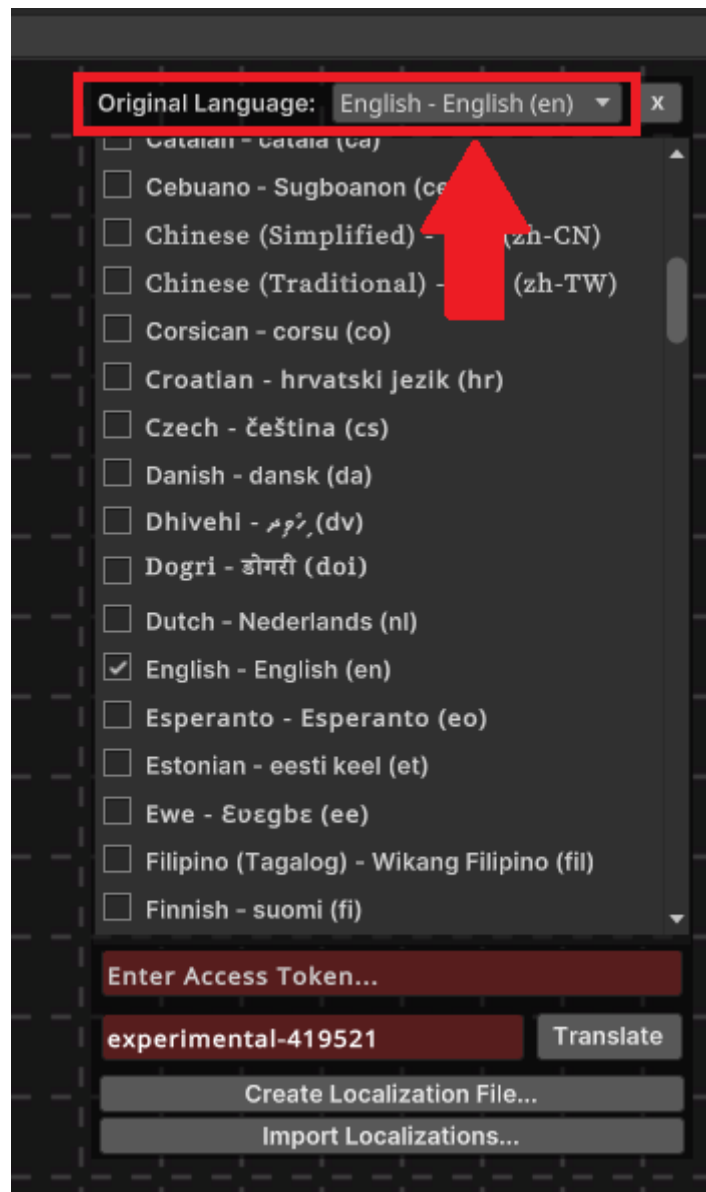 Original Language: English - English (en) x
Catalan - català (ca)
Cebuano - Sugboanon (ce
Chinese (Simplified) - (zh-CN)
Chinese (Traditional) - (zh-TW)
Corsican - corsu (co)
Croatian - hrvatski jezik (hr)
Czech - čeština (cs)
Danish - dansk (da)
Dhivehi - (dv)
Dogri - डोगरी (doi)
Dutch - Nederlands (nl)
English - English (en)
Esperanto - Esperanto (eo)
Estonian - eesti keel (et)
Ewe - Ɛʋɛgbɛ (ee)
Filipino (Tagalog) - Wikang Filipino (fil)
Finnish - suomi (fi)
Enter Access Token...
experimental-419521 Translate
Create Localization File...
Import Localizations...